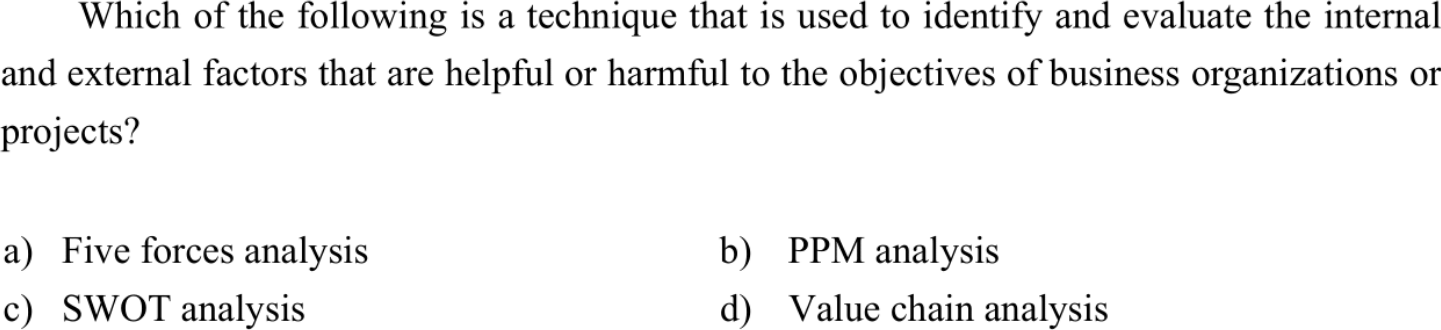 Which of the following is a technique that is used to identify and evaluate the internal
and external factors that are helpful or harmful to the objectives of business organizations or
projects?
a) Five forces analysis b) PPM analysis
c) SWOT analysis d) Value chain analysis